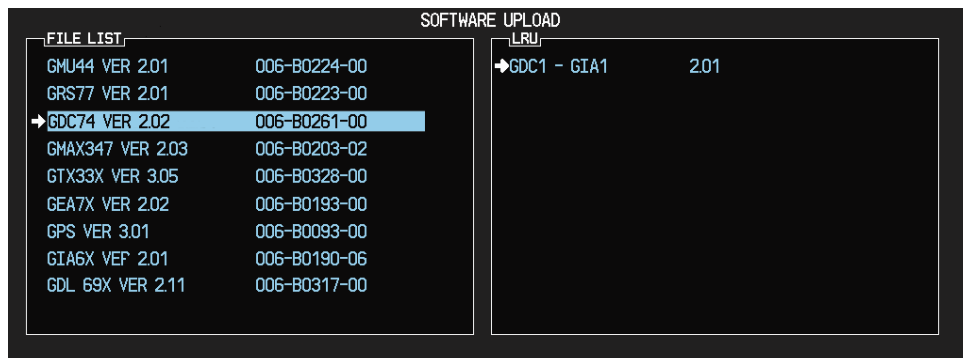 SOFTWARE UPLOAD
FILE LIST
GMU44 VER 2.01 006-B0224-00
GRS77 VER 2.01 006-B0223-00
GDC74 VER 2.02 006-B0261-00
GMAX347 VER 2.03 006-B0203-02
GTX33X VER 3.05 006-B0328-00
GEA7X VER 2.02 006-B0193-00
GPS VER 3.01 006-B0093-00
GIA6X VER 2.01 006-B0190-06
GDL 69X VER 2.11 006-B0317-00
LRU
GDC1 - GIA1 2.01